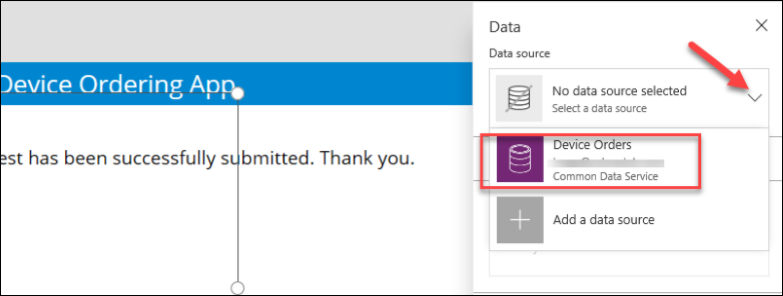 Data
Data source
Device Ordering App
No data source selected
Select a data source
Device Orders
est has been successfully submitted. Thank you.
Common Data Service
Add a data source